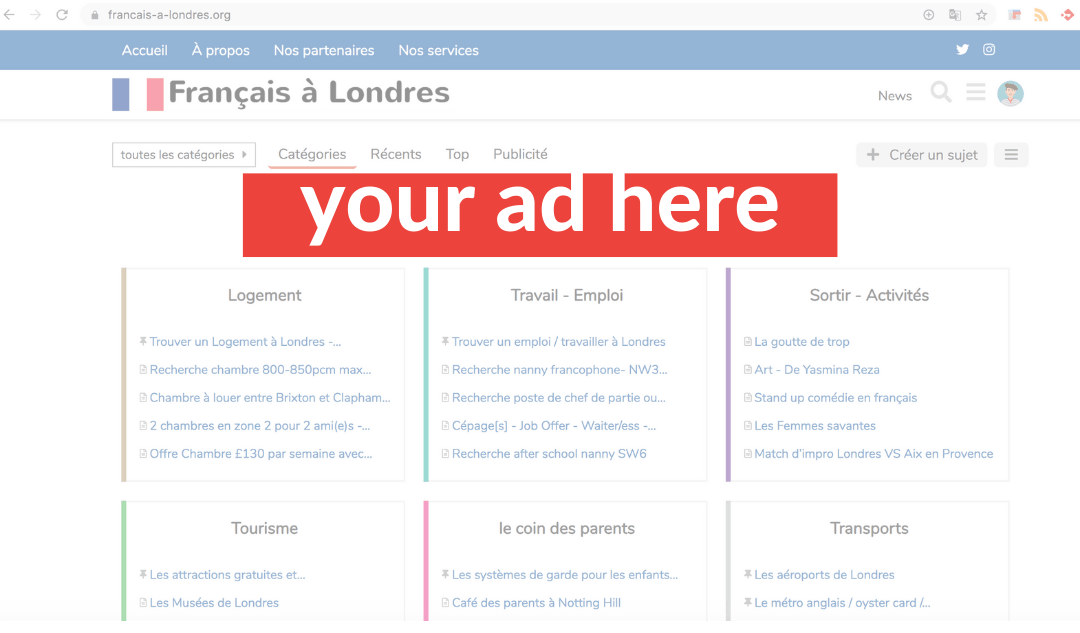 francais-a-londres.org
Accueil À propos Nos partenaires Nos services
Français à Londres
News
toutes les catégories Catégories Récents Top Publicité + Créer un sujet
your ad here
Logement
Trouver un Logement à Londres -...
Recherche chambre 800-850pcm max...
Chambre à louer entre Brixton et Clapham...
2 chambres en zone 2 pour 2 ami(e)s -...
Offre Chambre £130 par semaine avec...
Travail - Emploi
Trouver un emploi / travailler à Londres
Recherche nanny francophone- NW3...
Recherche poste de chef de partie ou...
Cépage[s] - Job Offer - Waiter/ess -...
Recherche after school nanny SW6
Sortir - Activités
La goutte de trop
Art - De Yasmina Reza
Stand up comédie en français
Les Femmes savantes
Match d'impro Londres VS Aix en Provence
Tourisme
Les attractions gratuites et...
Les Musées de Londres
le coin des parents
Les systèmes de garde pour les enfants...
Café des parents à Notting Hill
Transports
Les aéroports de Londres
Le métro anglais / oyster card /...